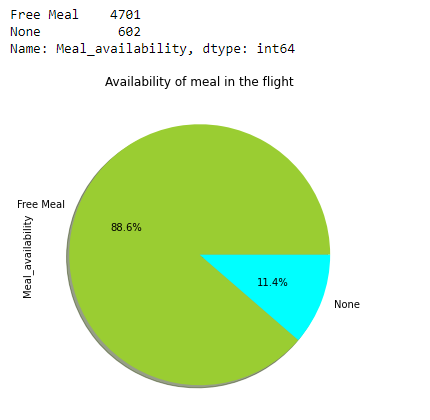 Free Meal    4701
None          602
Name: Meal_availability, dtype: int64
Availability of meal in the flight
Free Meal
88.6%
Meal_availability
11.4%
None